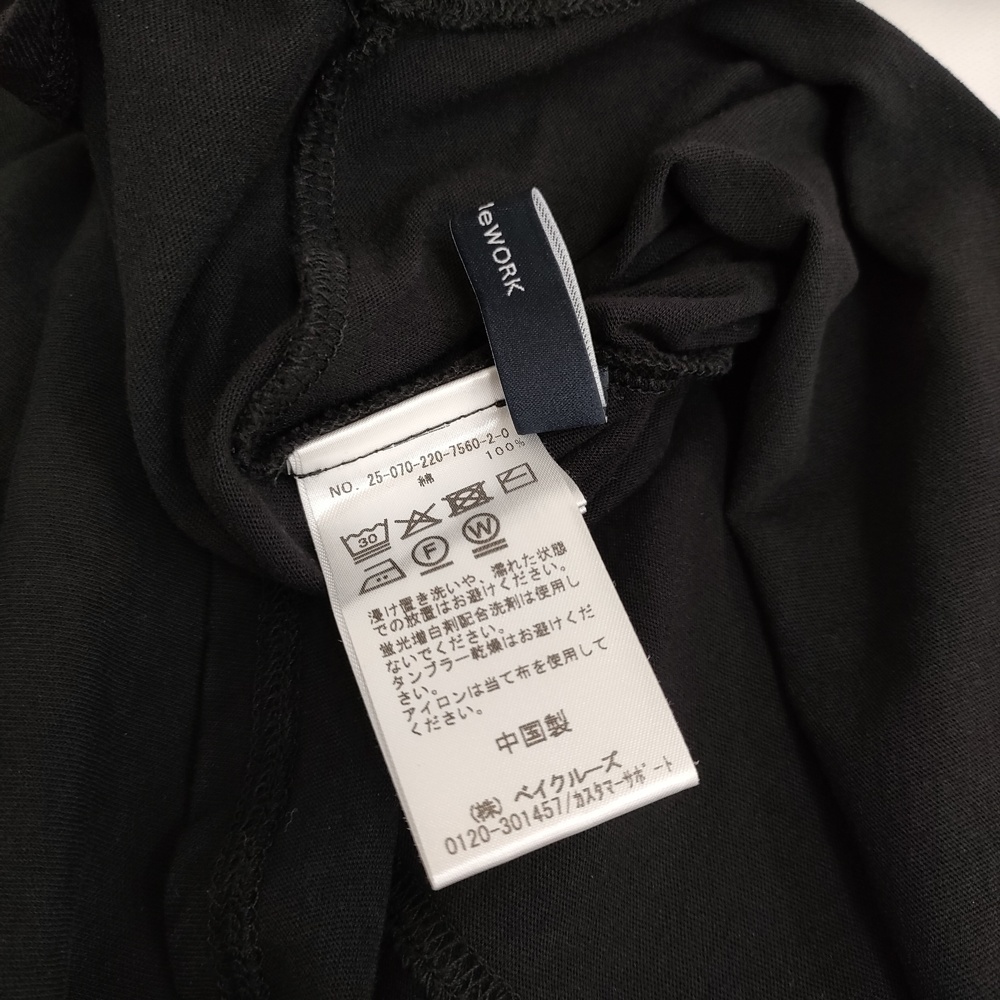 leWORK
NO. 25-070-220-7560-2-0
綿 100%
30
F W
浸け置き洗いや、濡れた状態
での放置はお避けください。
蛍光増白剤配合洗剤は使用し
ないでください。
タンブラー乾燥はお避けくだ
さい。
アイロンは当て布を使用して
ください。
中国製
(株) ベイクルーズ
0120-301457/カスタマーサポート